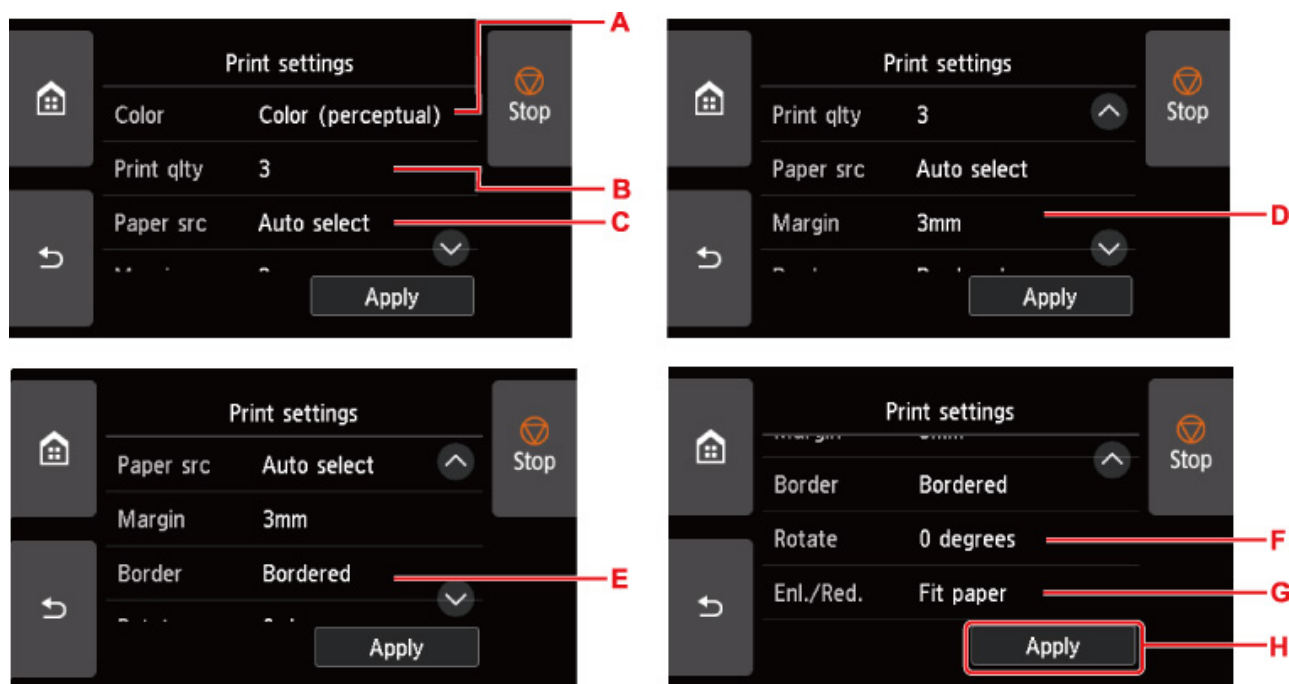 A
Print settings
Stop
Color Color (perceptual)
Print qlty 3
B
Paper src Auto select
C
Apply
Print settings
Stop
Print qlty 3
Paper src Auto select
Margin 3mm
D
Apply
Print settings
Stop
Paper src Auto select
Margin 3mm
Border Bordered
E
Apply
Print settings
Stop
Border Bordered
Rotate 0 degrees
F
Enl./Red. Fit paper
G
Apply
H